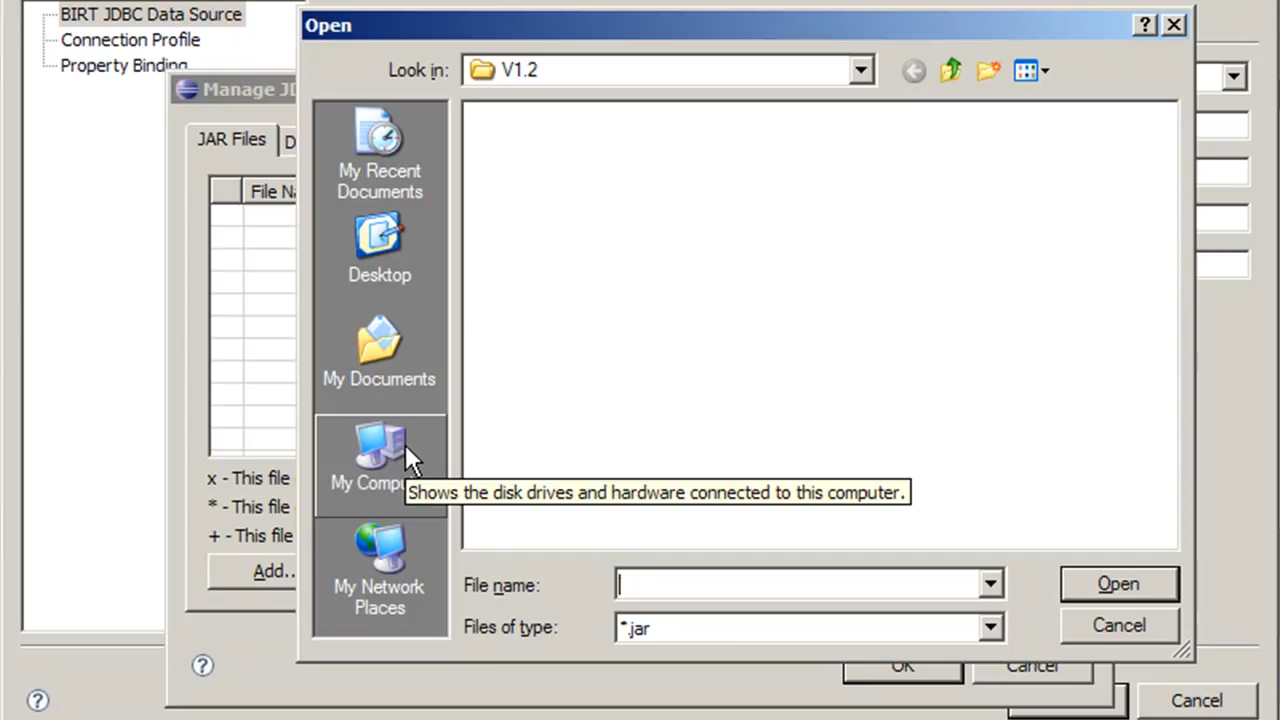 BIRT JDBC Data Source
Connection Profile
Property Binding
Manage JD
JAR Files
D
File Na
x - This file
* - This file
+ - This file
Add..
Open
Look in:
V1.2
My Recent
Documents
Desktop
My Documents
My Compu
Shows the disk drives and hardware connected to this computer.
My Network
Places
File name:
Open
Files of type:
*.jar
Cancel
OK
Cancel
Cancel